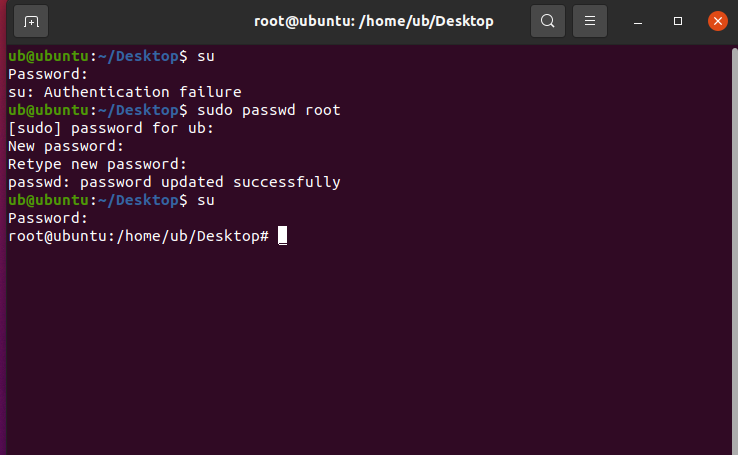 root@ubuntu: /home/ub/Desktop
ub@ubuntu:~/Desktop$ su
Password:
su: Authentication failure
ub@ubuntu:~/Desktop$ sudo passwd root
[sudo] password for ub:
New password:
Retype new password:
passwd: password updated successfully
ub@ubuntu:~/Desktop$ su
Password:
root@ubuntu:/home/ub/Desktop#